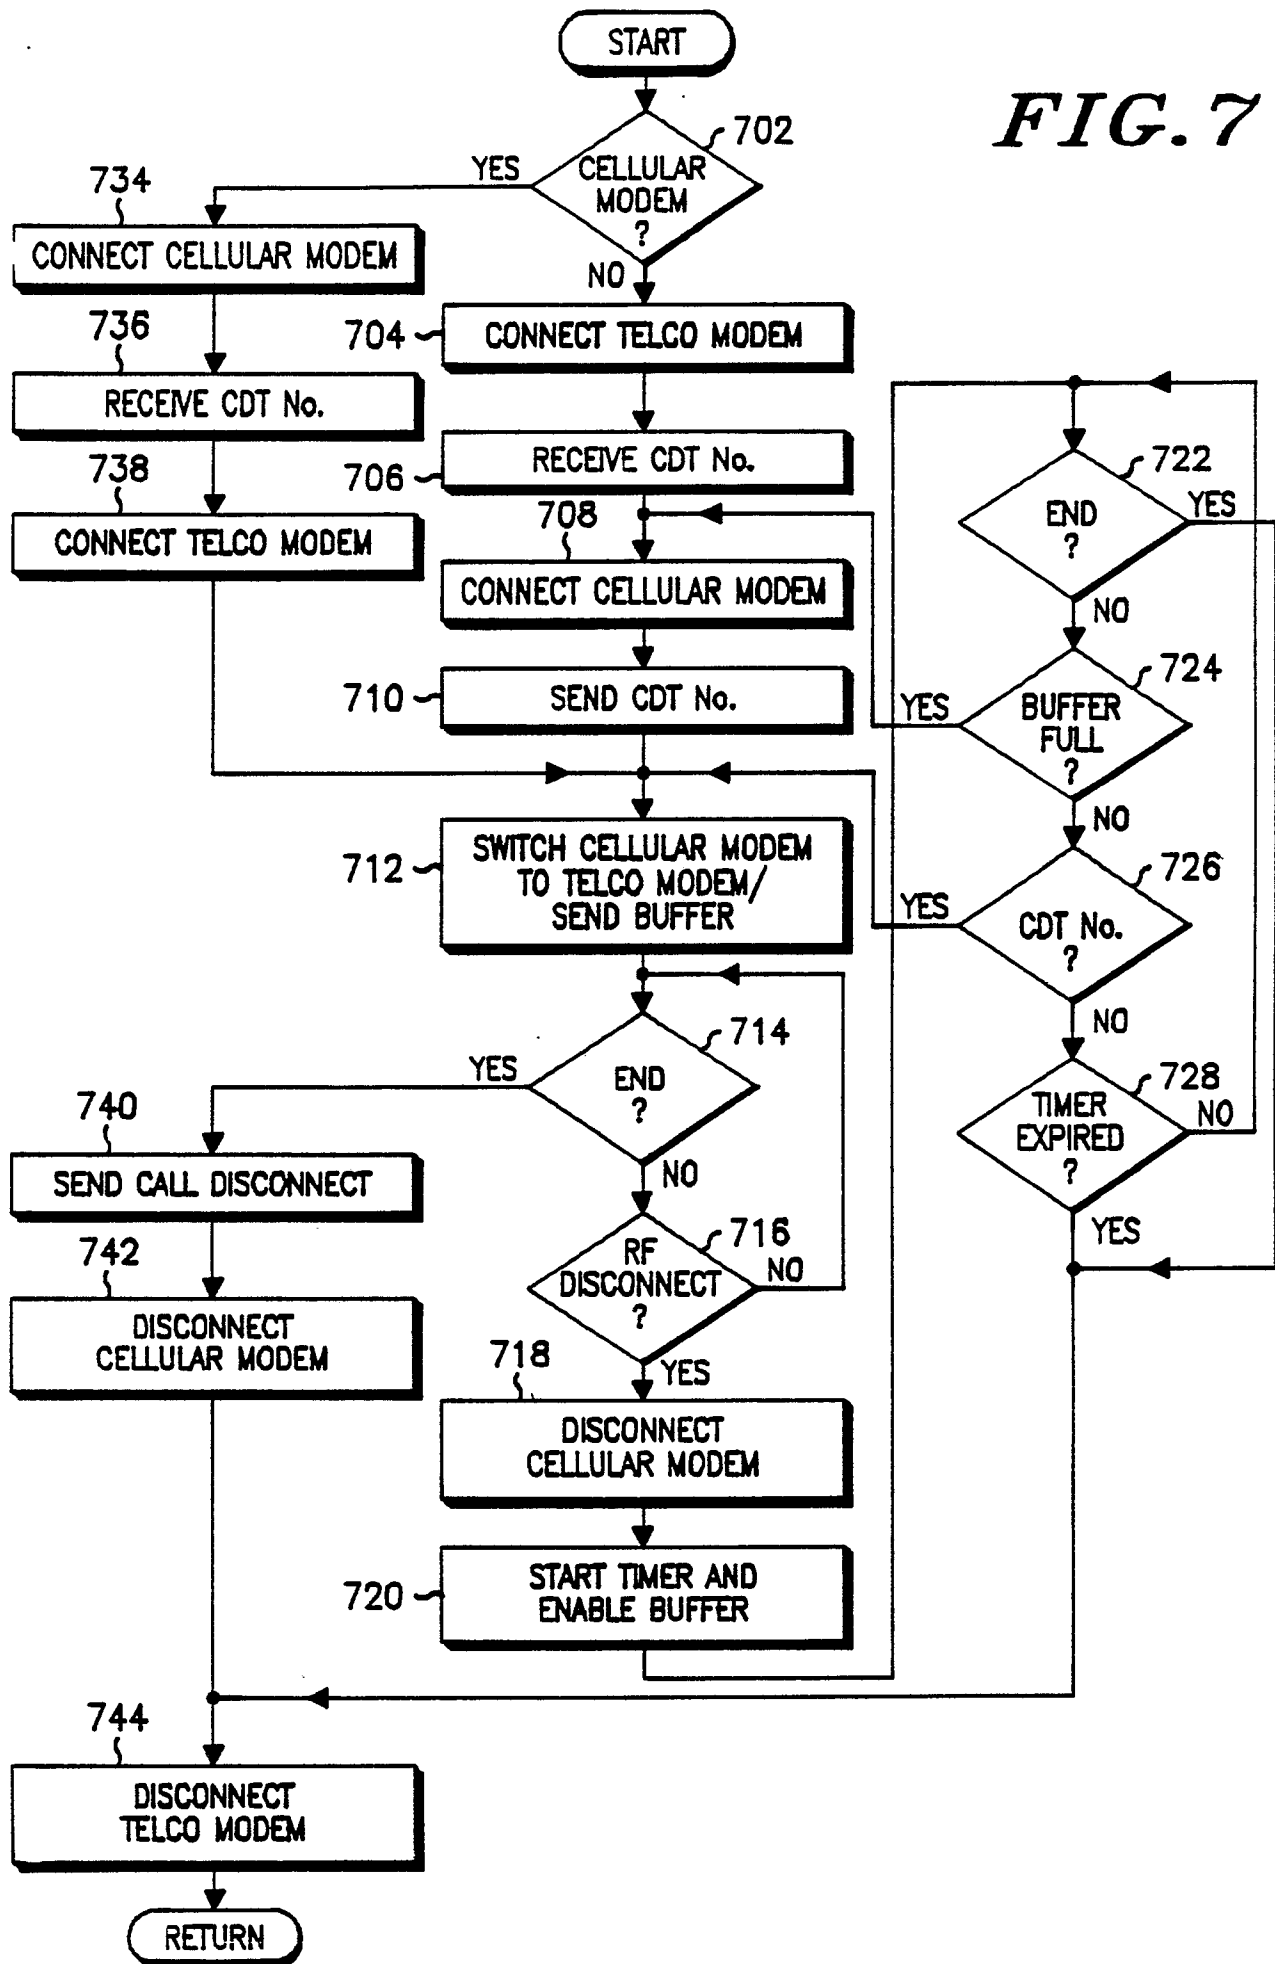 START
FIG. 7
702
CELLULAR
MODEM
?
YES
NO
734
CONNECT CELLULAR MODEM
736
RECEIVE CDT No.
738
CONNECT TELCO MODEM
704
CONNECT TELCO MODEM
706
RECEIVE CDT No.
708
CONNECT CELLULAR MODEM
710
SEND CDT No.
712
SWITCH CELLULAR MODEM
TO TELCO MODEM/
SEND BUFFER
714
END
?
YES
NO
716
RF
DISCONNECT
?
NO
YES
718
DISCONNECT
CELLULAR MODEM
720
START TIMER AND
ENABLE BUFFER
722
END
?
YES
NO
724
BUFFER
FULL
?
YES
NO
726
CDT No.
?
YES
NO
728
TIMER
EXPIRED
?
NO
YES
740
SEND CALL DISCONNECT
742
DISCONNECT
CELLULAR MODEM
744
DISCONNECT
TELCO MODEM
RETURN